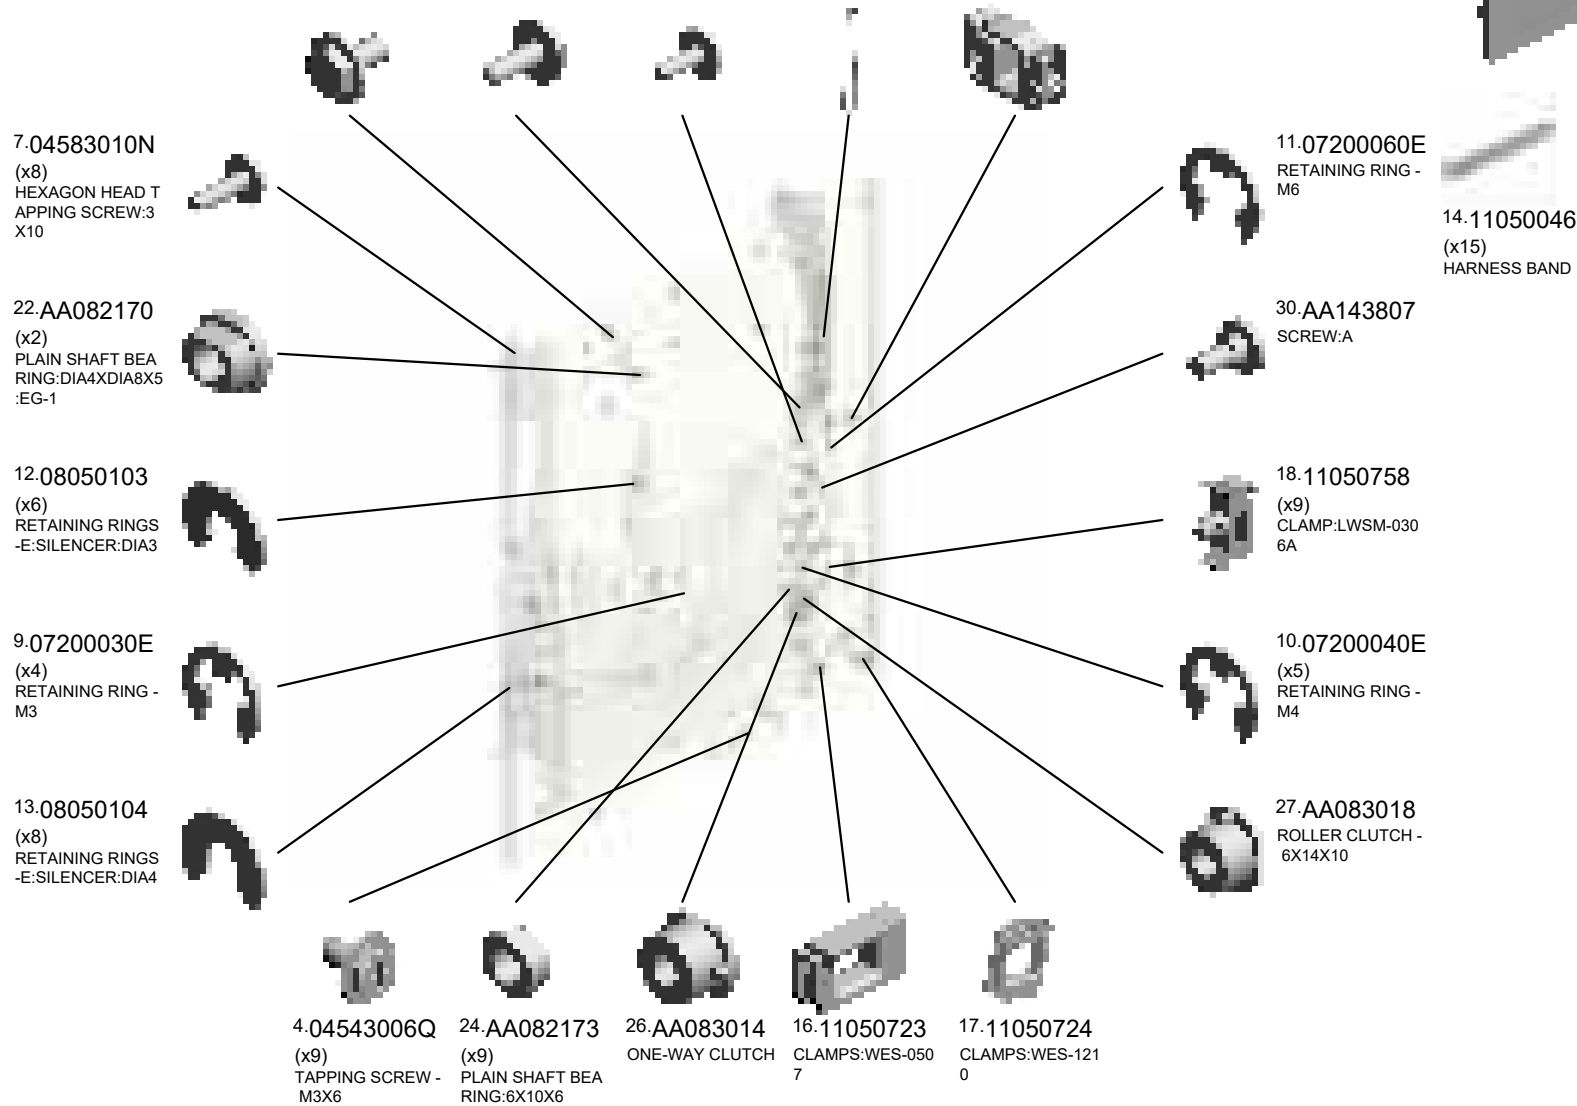 7.04583010N
(x8)
HEXAGON HEAD T
APPING SCREW:3
X10
22.AA082170
(x2)
PLAIN SHAFT BEA
RING:DIA4XDIA8X5
:EG-1
12.08050103
(x6)
RETAINING RINGS
-E:SILENCER:DIA3
9.07200030E
(x4)
RETAINING RING -
M3
13.08050104
(x8)
RETAINING RINGS
-E:SILENCER:DIA4
4.04543006Q
(x9)
TAPPING SCREW -
M3X6
24.AA082173
(x9)
PLAIN SHAFT BEA
RING:6X10X6
26.AA083014
ONE-WAY CLUTCH
16.11050723
CLAMPS:WES-050
7
17.11050724
CLAMPS:WES-121
0
11.07200060E
RETAINING RING -
M6
30.AA143807
SCREW:A
18.11050758
(x9)
CLAMP:LWSM-030
6A
10.07200040E
(x5)
RETAINING RING -
M4
27.AA083018
ROLLER CLUTCH -
6X14X10
14.11050046
(x15)
HARNESS BAND